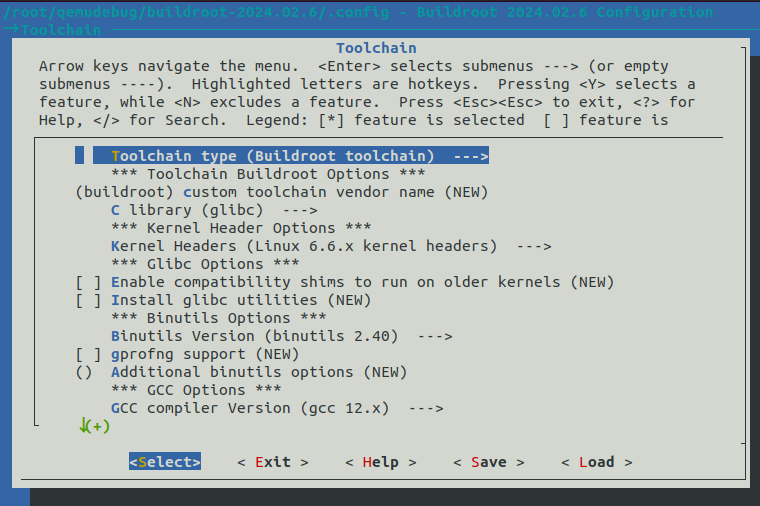 /root/qemudebug/buildroot-2024.02.6/.config - Buildroot 2024.02.6 Configuration
→Toolchain
Toolchain
Arrow keys navigate the menu.  <Enter> selects submenus ---> (or empty
submenus ----).  Highlighted letters are hotkeys.  Pressing <Y> selects a
feature, while <N> excludes a feature.  Press <Esc><Esc> to exit, <?> for
Help, </> for Search.  Legend: [*] feature is selected  [ ] feature is
Toolchain type (Buildroot toolchain)  --->
*** Toolchain Buildroot Options ***
(buildroot) custom toolchain vendor name (NEW)
C library (glibc)  --->
*** Kernel Header Options ***
Kernel Headers (Linux 6.6.x kernel headers)  --->
*** Glibc Options ***
[ ] Enable compatibility shims to run on older kernels (NEW)
[ ] Install glibc utilities (NEW)
*** Binutils Options ***
Binutils Version (binutils 2.40)  --->
[ ] gprofng support (NEW)
()  Additional binutils options (NEW)
*** GCC Options ***
GCC compiler Version (gcc 12.x)  --->
↓(+)
<Select>    < Exit >    < Help >    < Save >    < Load >